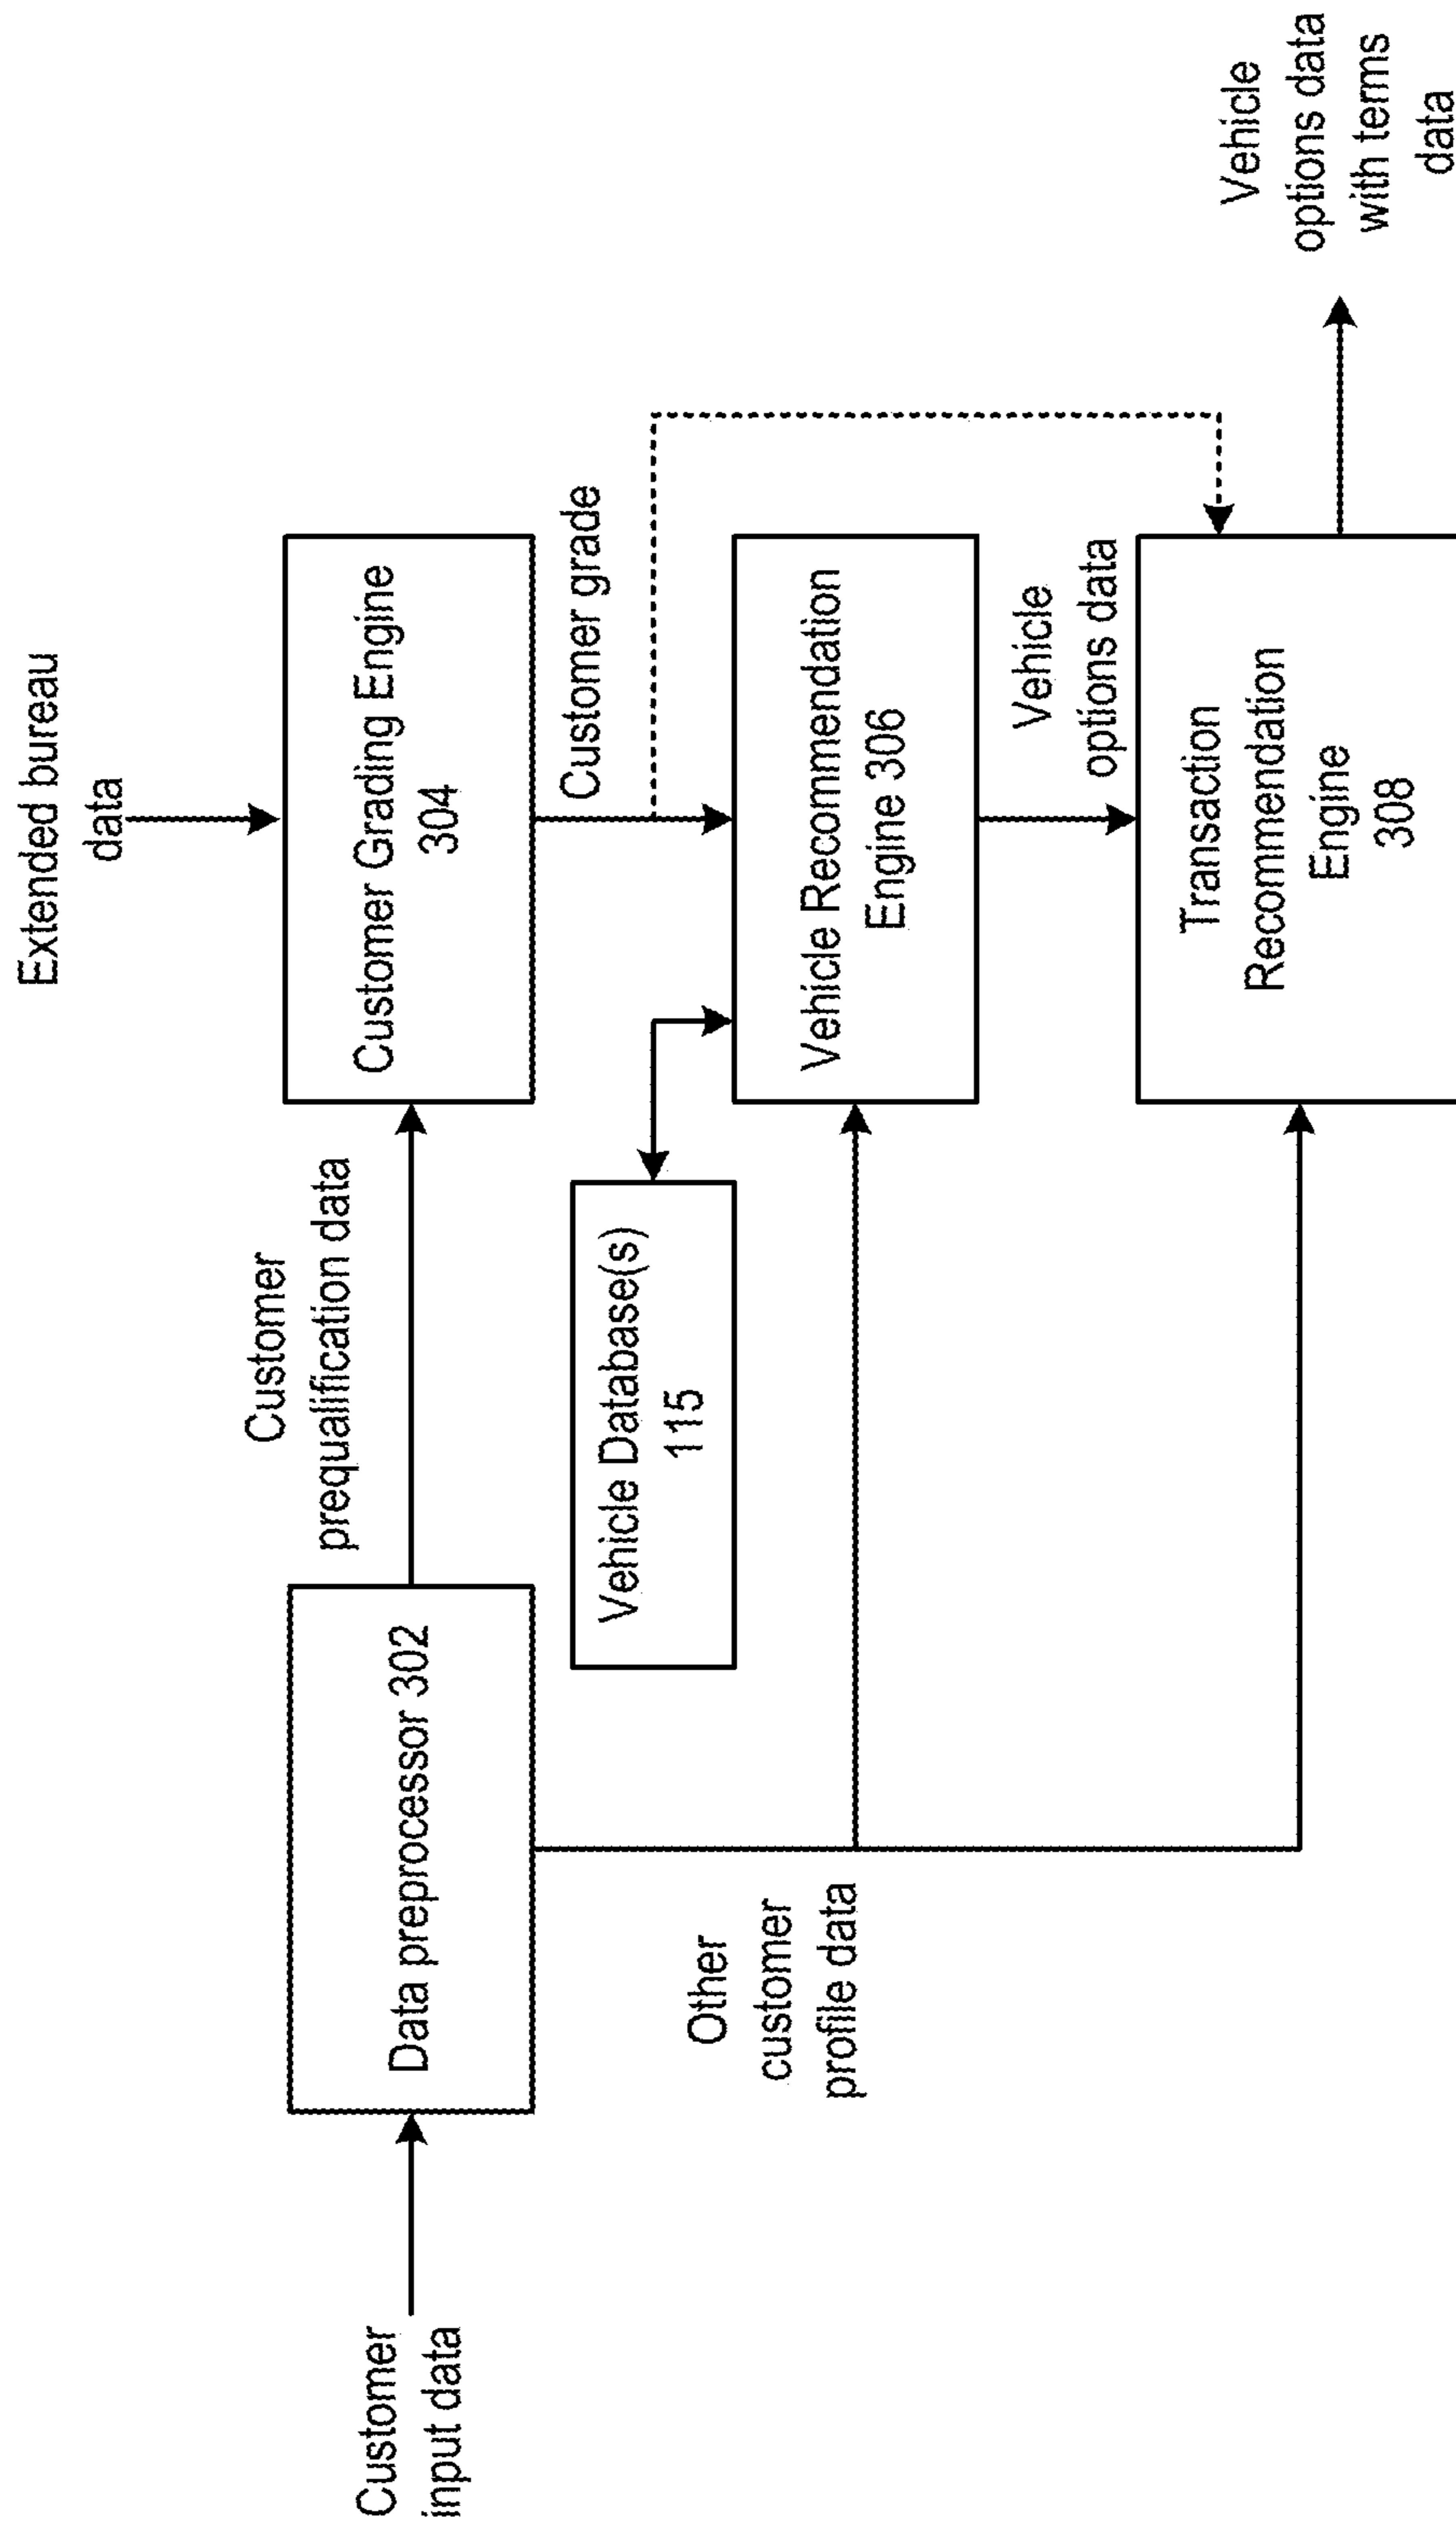 Extended bureau
data
Customer
input data
Data preprocessor 302
Customer
prequalification data
Customer Grading Engine
304
Customer grade
Other
customer
profile data
Vehicle Database(s)
115
Vehicle Recommendation
Engine 306
Vehicle
options data
Transaction
Recommendation
Engine
308
Vehicle
options data
with terms
data